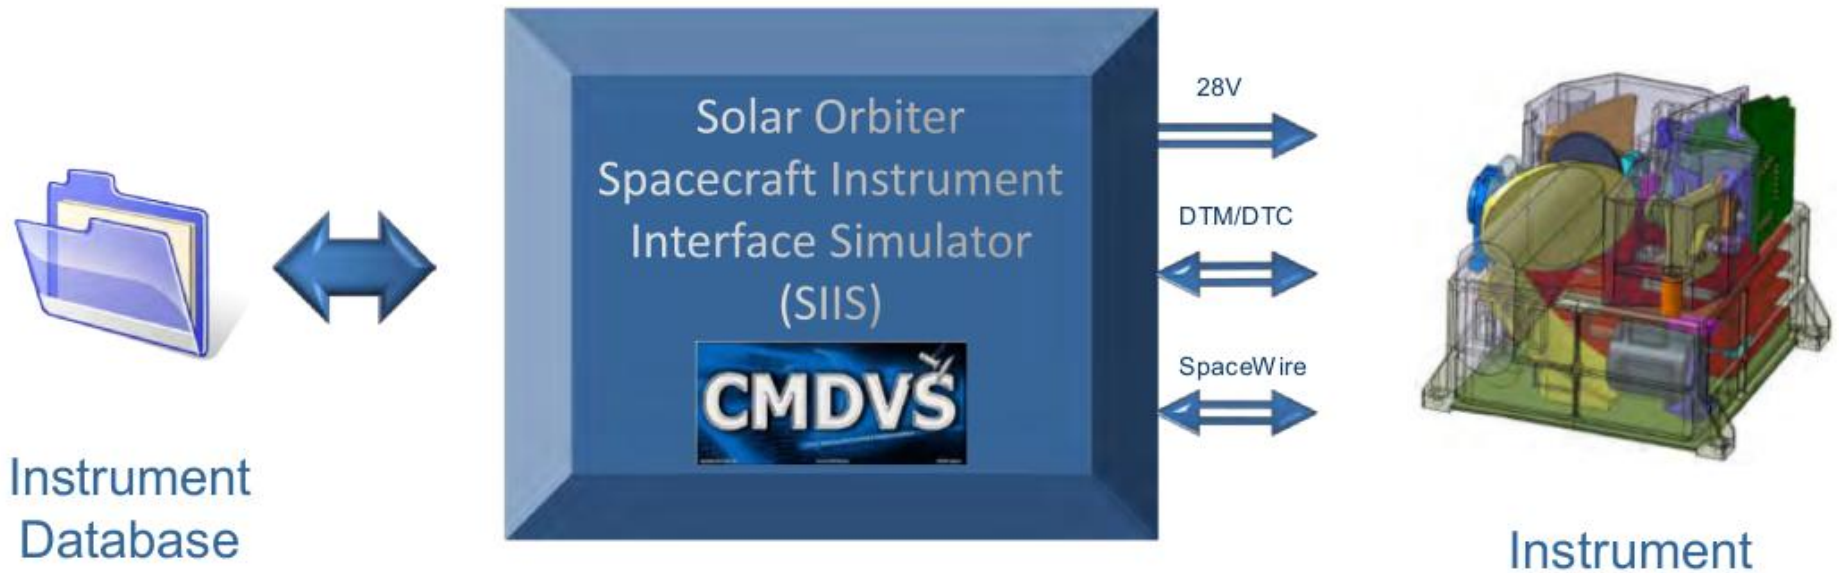 Instrument
Database
Solar Orbiter
Spacecraft Instrument
Interface Simulator
(SIIS)
CMDVS
28V
DTM/DTC
SpaceWire
Instrument